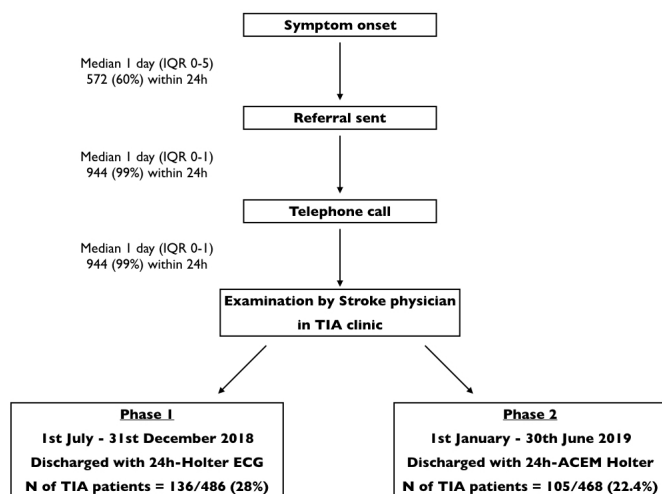 Symptom onset
Median 1 day (IQR 0-5)
572 (60%) within 24h
Referral sent
Median 1 day (IQR 0-1)
944 (99%) within 24h
Telephone call
Median 1 day (IQR 0-1)
944 (99%) within 24h
Examination by Stroke physician
in TIA clinic
Phase 1
1st July - 31st December 2018
Discharged with 24h-Holter ECG
N of TIA patients = 136/486 (28%)
Phase 2
1st January - 30th June 2019
Discharged with 24h-ACEM Holter
N of TIA patients = 105/468 (22.4%)